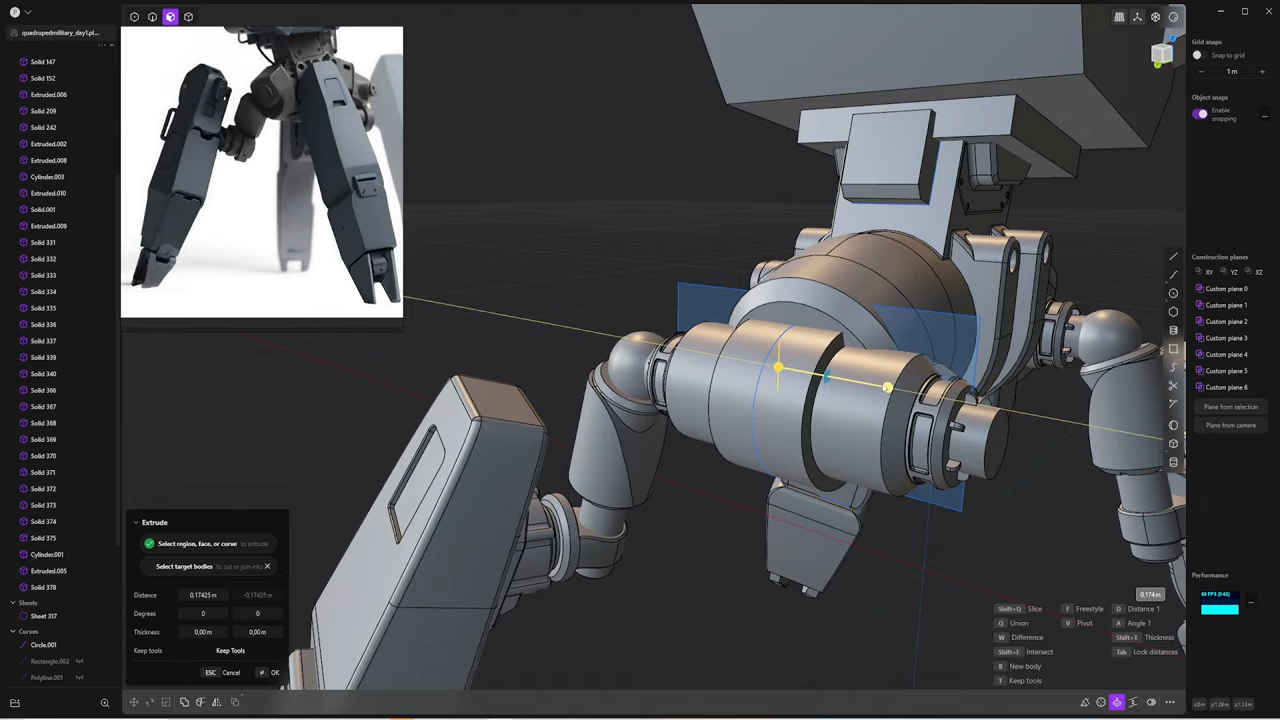 quadrupedmilitary_day1.pl...
Solid 147
Solid 152
Extruded.006
Solid 209
Solid 242
Extruded.002
Extruded.008
Cylinder.003
Extruded.010
Solid.001
Extruded.009
Solid 331
Solid 332
Solid 333
Solid 334
Solid 335
Solid 336
Solid 337
Solid 339
Solid 340
Solid 366
Solid 367
Solid 368
Solid 369
Solid 370
Solid 371
Solid 372
Solid 373
Solid 374
Solid 375
Cylinder.001
Extruded.005
Solid 378
Sheets
Sheet 317
Curves
Circle.001
Rectangle.002
Polyline.001
Extrude
Select region, face, or curve to extrude
Select target bodies to cut or join into
Distance 0,17425 m -0,17425 m
Degrees 0 0
Thickness 0,00 m 0,00 m
Keep tools Keep Tools
ESC Cancel OK
0,174 m
Shift+Q Slice F Freestyle D Distance 1
Q Union V Pivot A Angle 1
W Difference Shift+T Thickness
Shift+E Intersect Tab Lock distances
B New body
T Keep tools
Grid snaps
Snap to grid
1 m
Object snaps
Enable snapping
Construction planes
XY YZ XZ
Custom plane 0
Custom plane 1
Custom plane 2
Custom plane 3
Custom plane 4
Custom plane 5
Custom plane 6
Plane from selection
Plane from camera
Performance